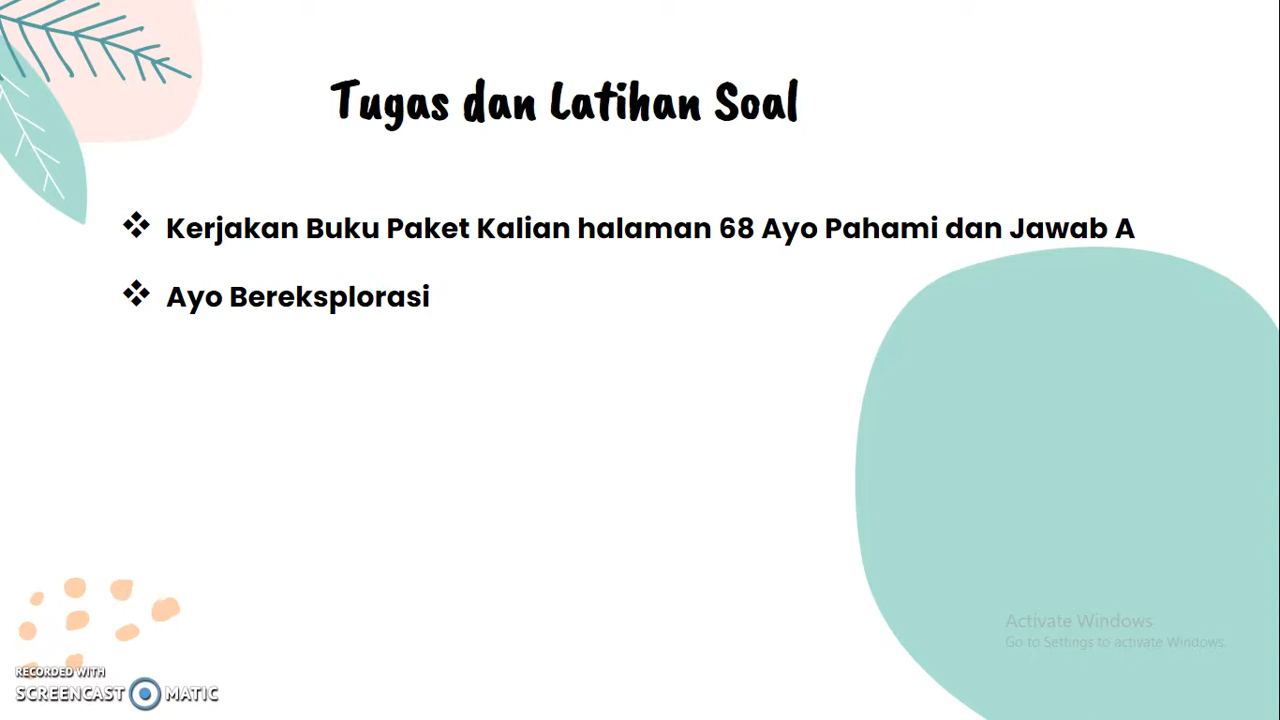 Tugas dan Latihan Soal
❖ Kerjakan Buku Paket Kalian halaman 68 Ayo Pahami dan Jawab A
❖ Ayo Bereksplorasi
Activate Windows
Go to Settings to activate Windows.
RECORDED WITH
SCREENCAST MATIC